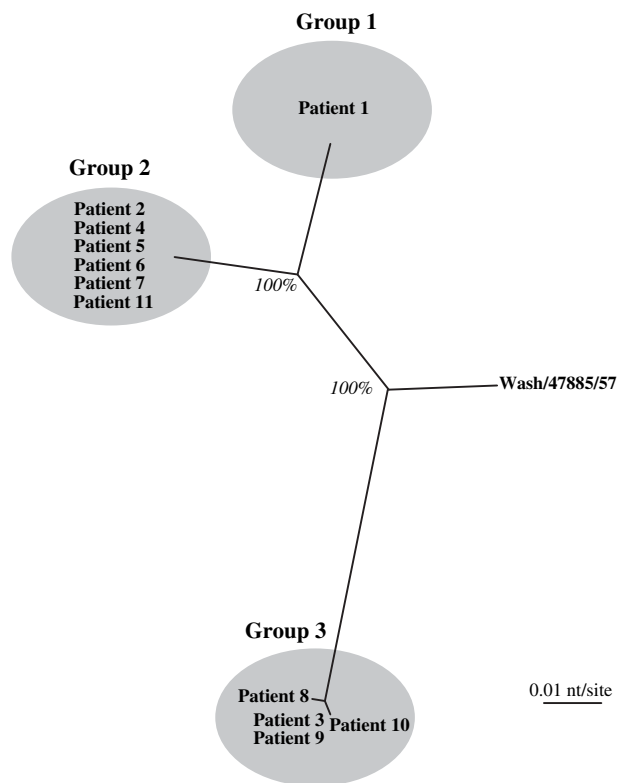 Group 1
Patient 1
Group 2
Patient 2
Patient 4
Patient 5
Patient 6
Patient 7
Patient 11
100%
100%
Wash/47885/57
Group 3
Patient 8
Patient 3
Patient 10
Patient 9
0.01 nt/site